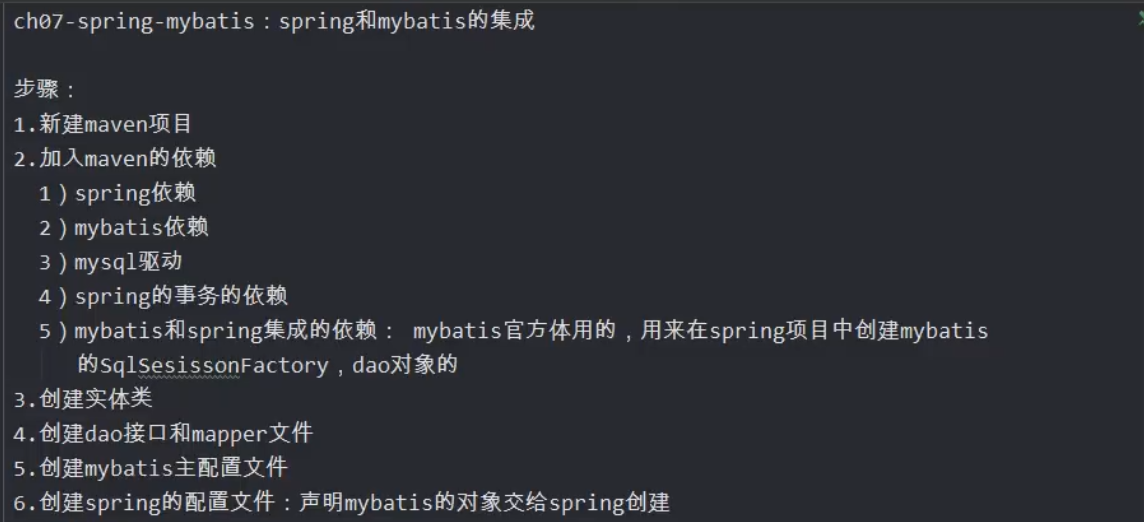 ch07-spring-mybatis：spring和mybatis的集成
步骤：
1.新建maven项目
2.加入maven的依赖
1）spring依赖
2）mybatis依赖
3）mysql驱动
4）spring的事务的依赖
5）mybatis和spring集成的依赖： mybatis官方体用的，用来在spring项目中创建mybatis
的SqlSesissonFactory，dao对象的
3.创建实体类
4.创建dao接口和mapper文件
5.创建mybatis主配置文件
6.创建spring的配置文件：声明mybatis的对象交给spring创建